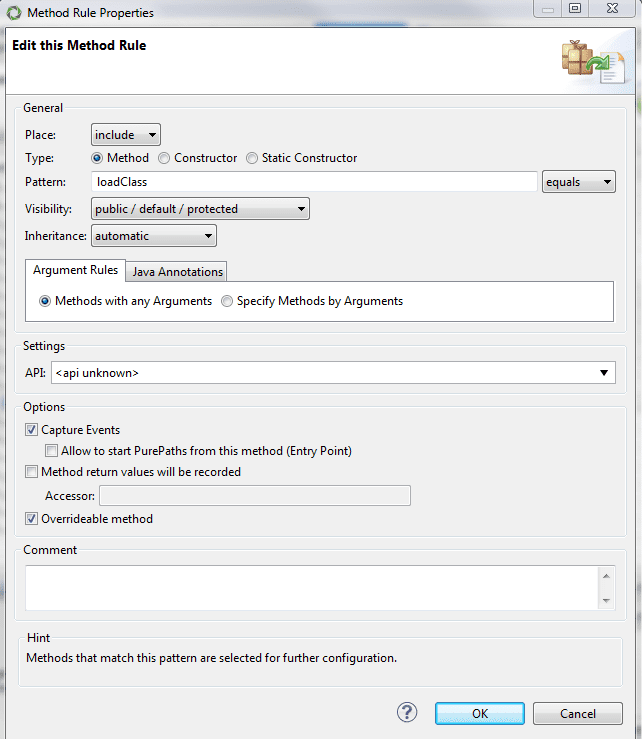 Method Rule Properties
Edit this Method Rule
General
Place: include
Type: Method Constructor Static Constructor
Pattern: loadClass equals
Visibility: public / default / protected
Inheritance: automatic
Argument Rules Java Annotations
Methods with any Arguments Specify Methods by Arguments
Settings
API: <api unknown>
Options
Capture Events
Allow to start PurePaths from this method (Entry Point)
Method return values will be recorded
Accessor:
Overrideable method
Comment
Hint
Methods that match this pattern are selected for further configuration.
? OK Cancel